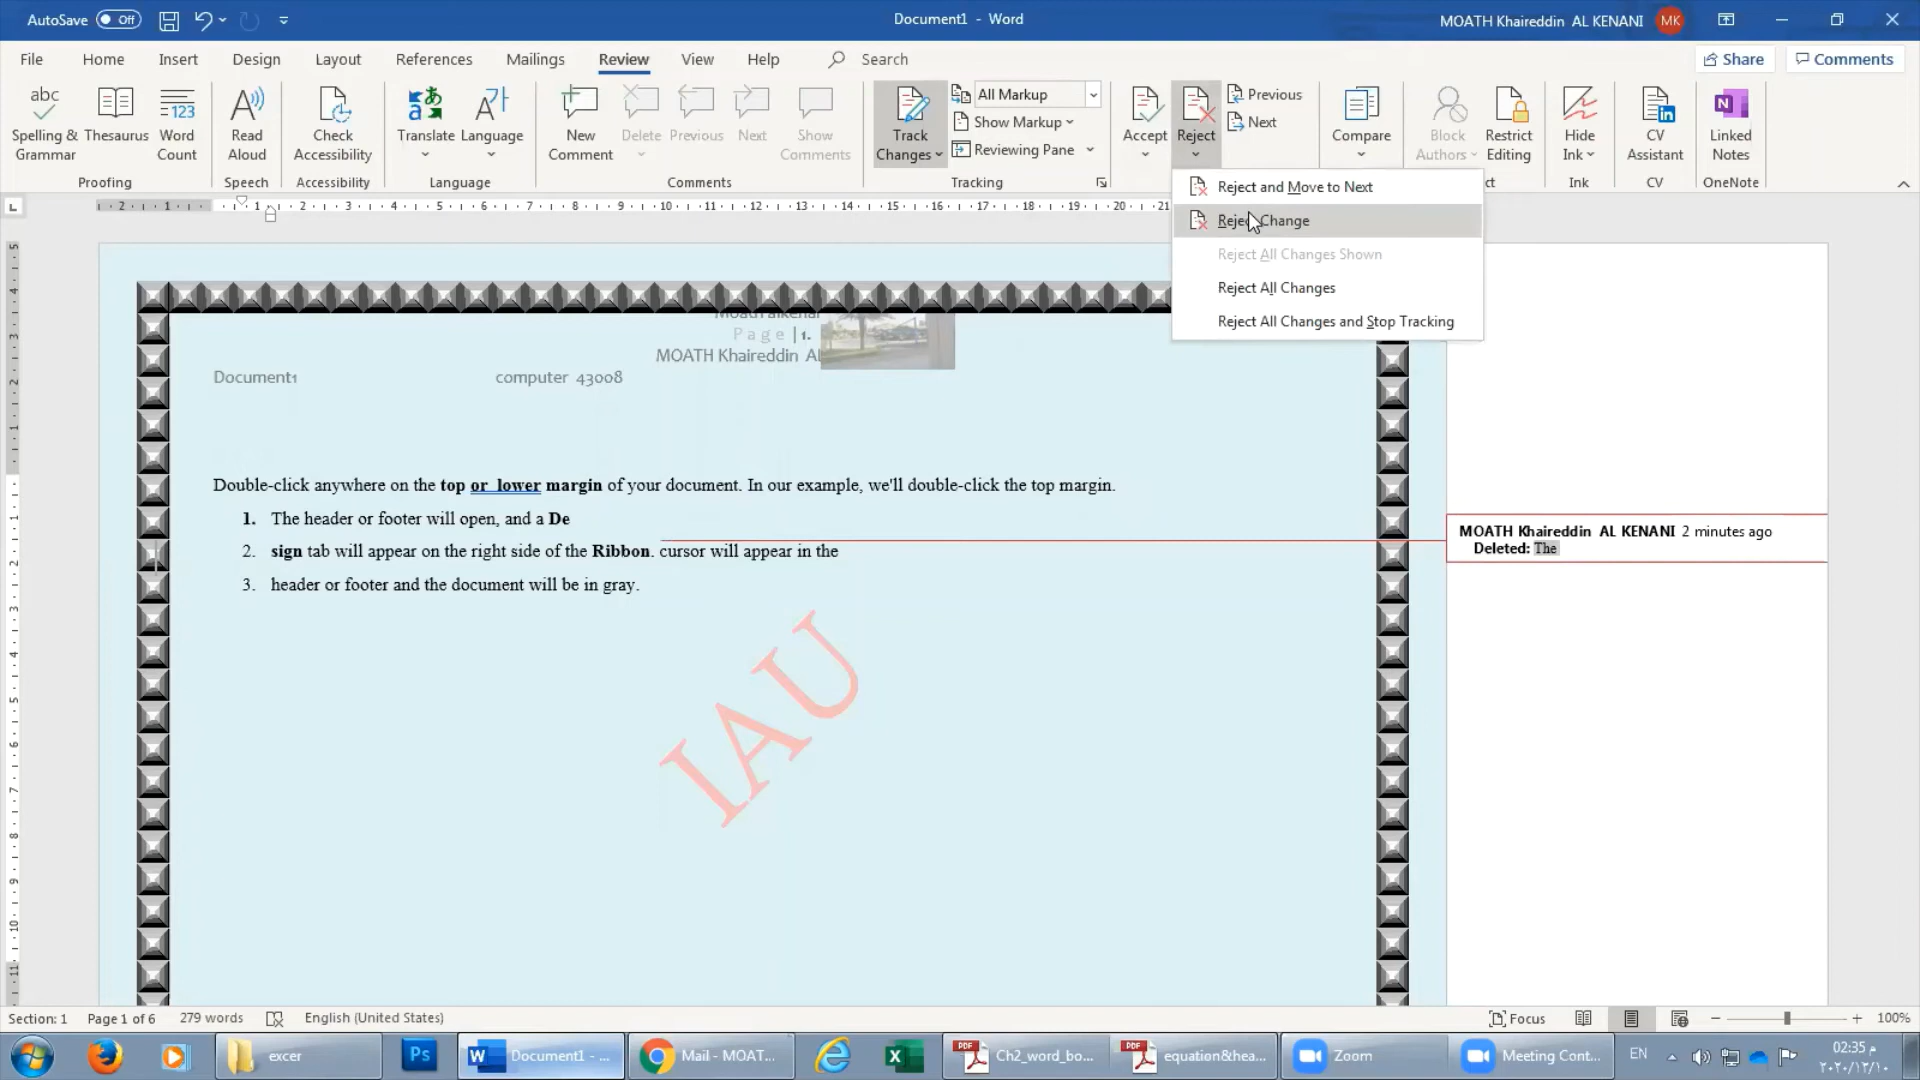 AutoSave Off
Document1 - Word
MOATH Khaireddin AL KENANI MK
File Home Insert Design Layout References Mailings Review View Help Search
Share Comments
abc
Spelling & Grammar
Thesaurus
123
Word Count
Read Aloud
Check Accessibility
Translate
Language
New Comment
Delete
Previous
Next
Show Comments
Track Changes
All Markup
Show Markup
Reviewing Pane
Accept
Reject
Previous
Next
Compare
Block Authors
Restrict Editing
Hide Ink
CV Assistant
Linked Notes
Proofing Speech Accessibility Language Comments Tracking ct Ink CV OneNote
Reject and Move to Next
Reject Change
Reject All Changes Shown
Reject All Changes
Reject All Changes and Stop Tracking
Page | 1.
MOATH Khaireddin AL
Document1 computer 43008
Double-click anywhere on the top or lower margin of your document. In our example, we'll double-click the top margin.
1. The header or footer will open, and a De
2. sign tab will appear on the right side of the Ribbon. cursor will appear in the
3. header or footer and the document will be in gray.
IAU
MOATH Khaireddin AL KENANI 2 minutes ago
Deleted: The
Section: 1 Page 1 of 6 279 words English (United States)
Focus 100%
excer
Ps
Document1 - ...
Mail - MOAT...
Ch2_word_bo...
equation&hea...
Zoom
Meeting Cont...
EN
02:35 م
٢٠٢٠/١٢/١٠